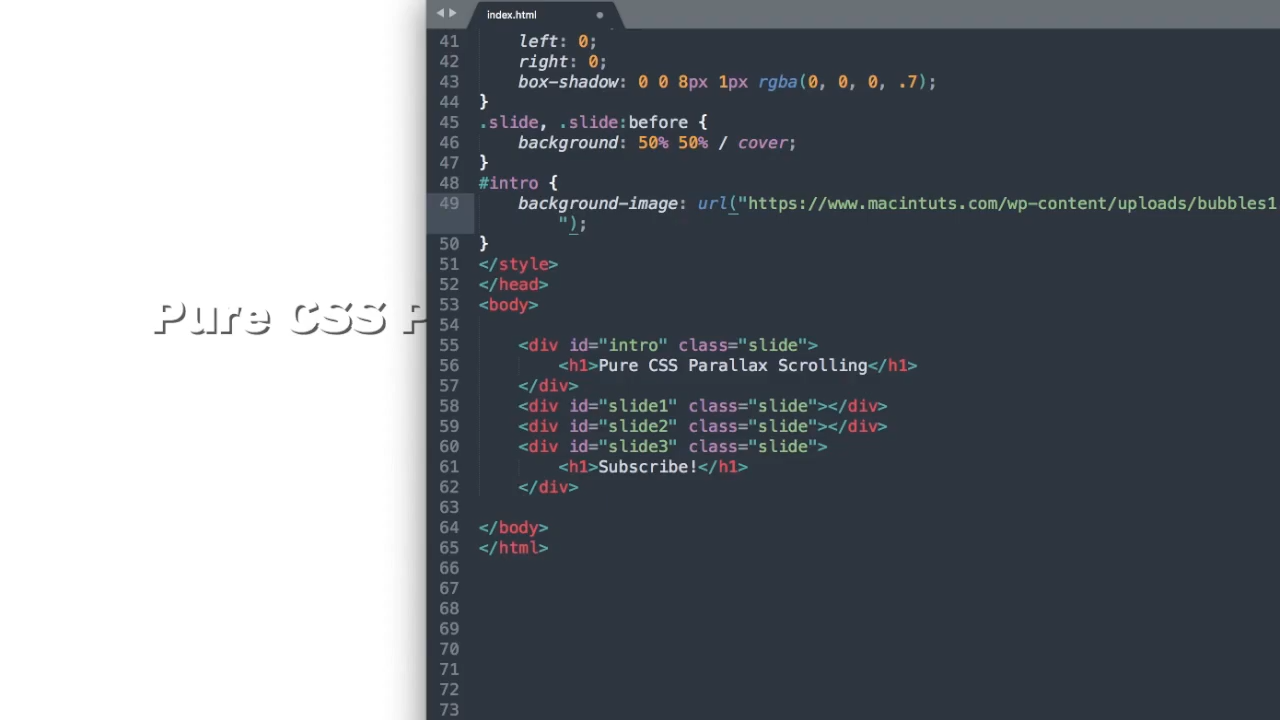 index.html
41 left: 0;
42 right: 0;
43 box-shadow: 0 0 8px 1px rgba(0, 0, 0, .7);
44 }
45 .slide, .slide:before {
46 background: 50% 50% / cover;
47 }
48 #intro {
49 background-image: url("https://www.macintuts.com/wp-content/uploads/bubbles1
");
50 }
51 </style>
52 </head>
53 <body>
54
55 <div id="intro" class="slide">
56 <h1>Pure CSS Parallax Scrolling</h1>
57 </div>
58 <div id="slide1" class="slide"></div>
59 <div id="slide2" class="slide"></div>
60 <div id="slide3" class="slide">
61 <h1>Subscribe!</h1>
62 </div>
63
64 </body>
65 </html>
66
67
68
69
70
71
72
73
Pure CSS P